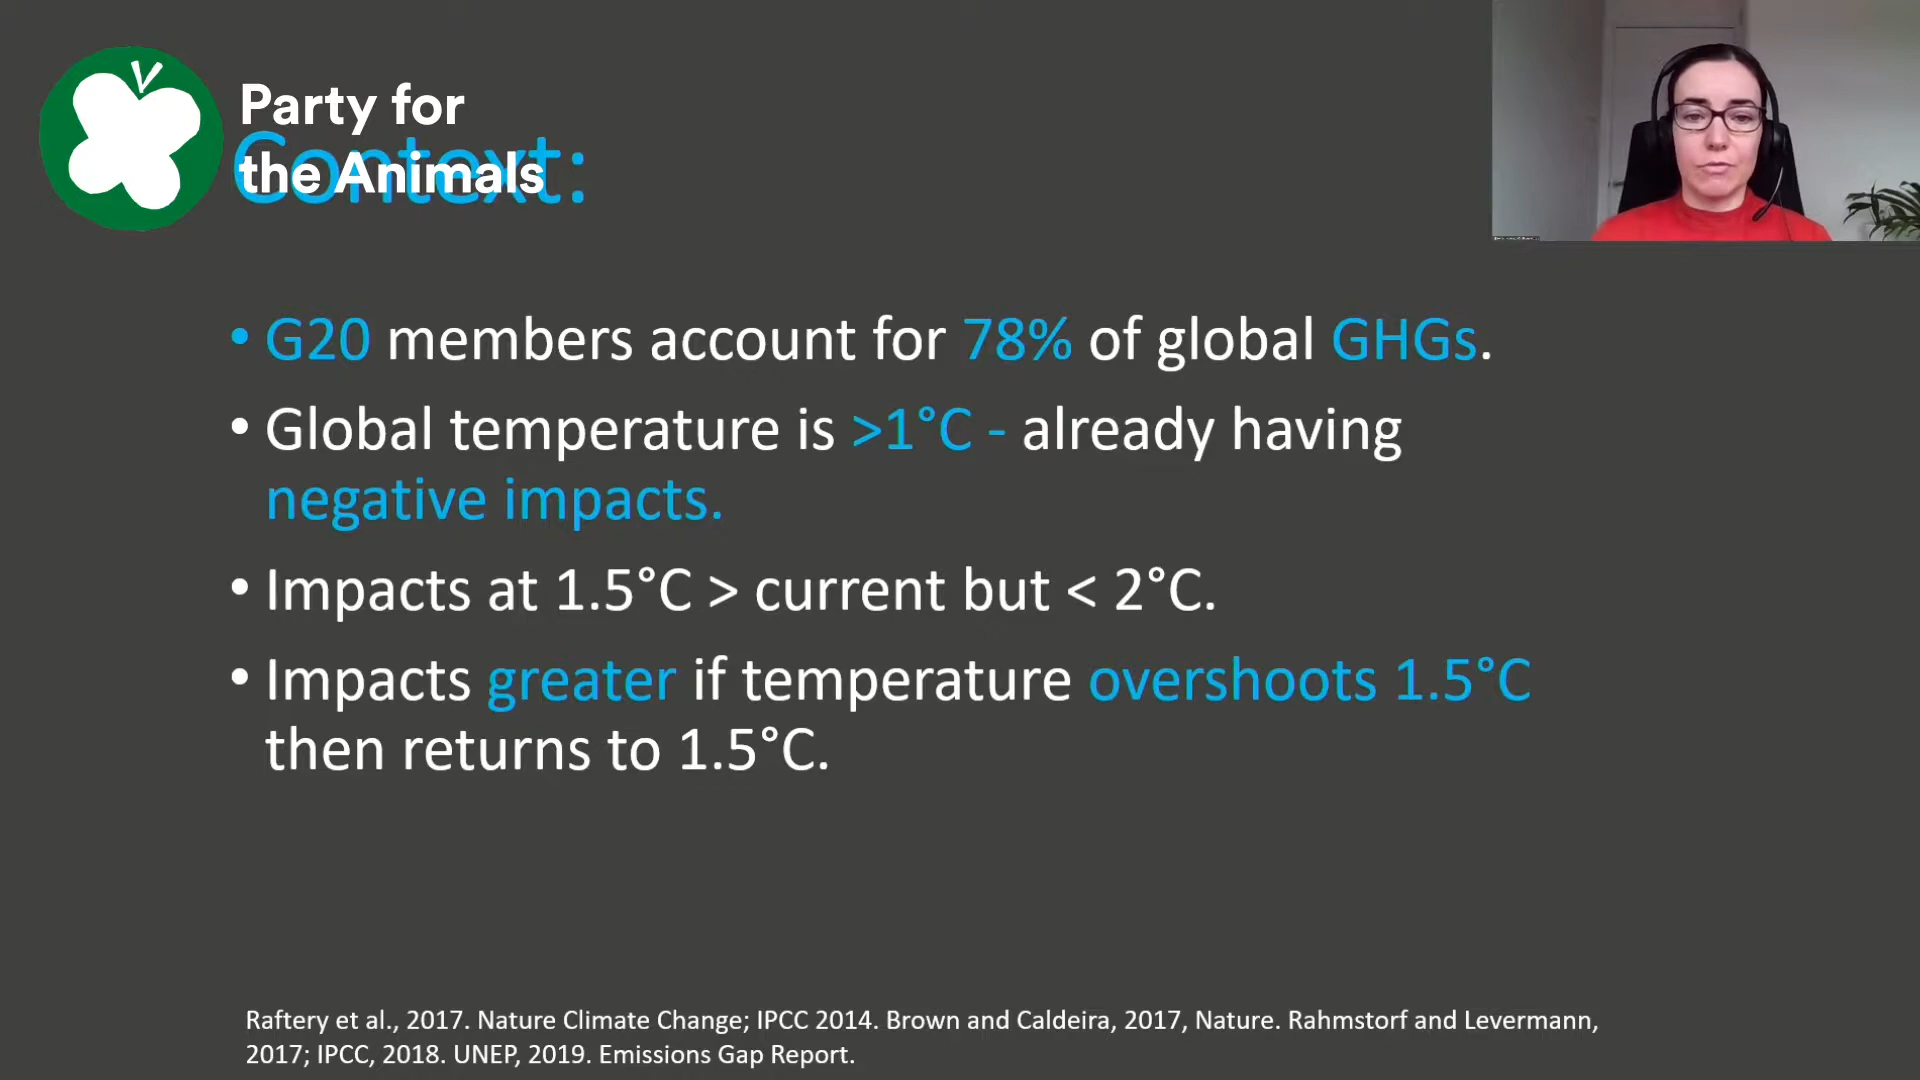 Party for
the Animals
Context:
• G20 members account for 78% of global GHGs.
• Global temperature is >1°C - already having
negative impacts.
• Impacts at 1.5°C > current but < 2°C.
• Impacts greater if temperature overshoots 1.5°C
then returns to 1.5°C.
Raftery et al., 2017. Nature Climate Change; IPCC 2014. Brown and Caldeira, 2017, Nature. Rahmstorf and Levermann,
2017; IPCC, 2018. UNEP, 2019. Emissions Gap Report.